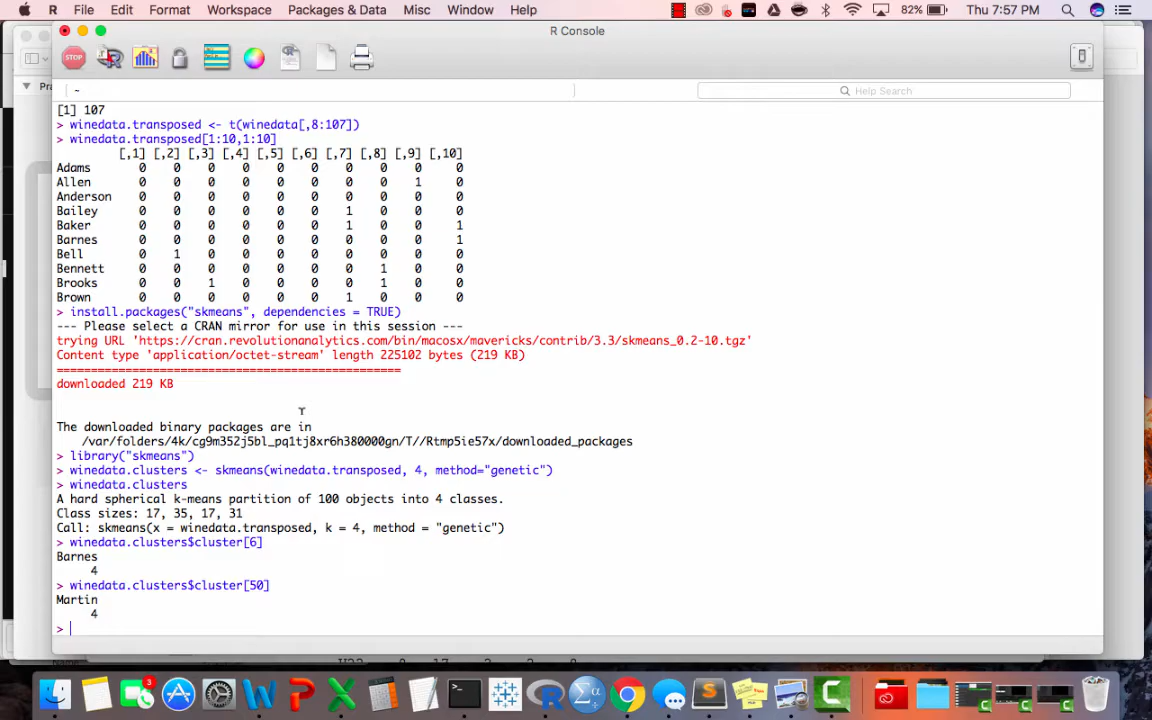 R File Edit Format Workspace Packages & Data Misc Window Help 82% Thu 7:57 PM
R Console
STOP
Pra
~ Help Search
[1] 107
> winedata.transposed <- t(winedata[,8:107])
> winedata.transposed[1:10,1:10]
[,1] [,2] [,3] [,4] [,5] [,6] [,7] [,8] [,9] [,10]
Adams 0 0 0 0 0 0 0 0 0 0
Allen 0 0 0 0 0 0 0 0 1 0
Anderson 0 0 0 0 0 0 0 0 0 0
Bailey 0 0 0 0 0 0 1 0 0 0
Baker 0 0 0 0 0 0 1 0 0 1
Barnes 0 0 0 0 0 0 0 0 0 1
Bell 0 1 0 0 0 0 0 0 0 0
Bennett 0 0 0 0 0 0 0 1 0 0
Brooks 0 0 1 0 0 0 0 1 0 0
Brown 0 0 0 0 0 0 1 0 0 0
> install.packages("skmeans", dependencies = TRUE)
--- Please select a CRAN mirror for use in this session ---
trying URL 'https://cran.revolutionanalytics.com/bin/macosx/mavericks/contrib/3.3/skmeans_0.2-10.tgz'
Content type 'application/octet-stream' length 225102 bytes (219 KB)
==================================================
downloaded 219 KB
The downloaded binary packages are in
/var/folders/4k/cg9m352j5bl_pq1tj8xr6h380000gn/T//Rtmp5ie57x/downloaded_packages
> library("skmeans")
> winedata.clusters <- skmeans(winedata.transposed, 4, method="genetic")
> winedata.clusters
A hard spherical k-means partition of 100 objects into 4 classes.
Class sizes: 17, 35, 17, 31
Call: skmeans(x = winedata.transposed, k = 4, method = "genetic")
> winedata.clusters$cluster[6]
Barnes
4
> winedata.clusters$cluster[50]
Martin
4
>
3